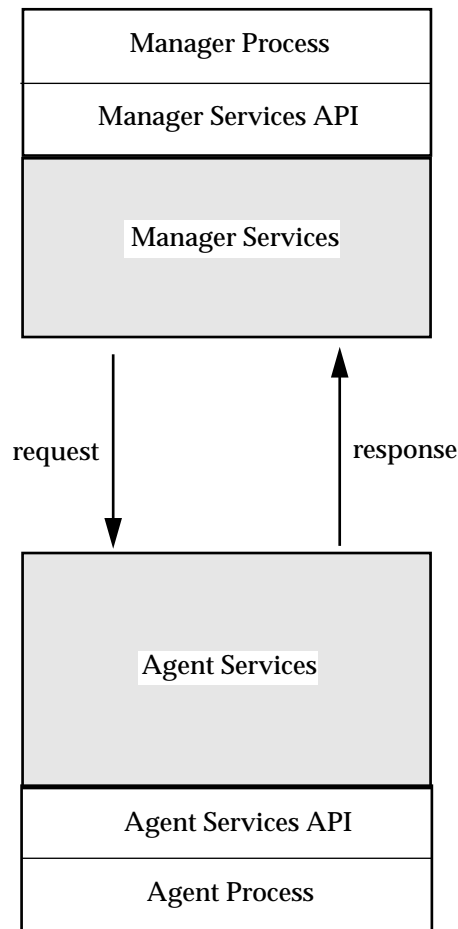 Manager Process
Manager Services API
Manager Services
request
response
Agent Services
Agent Services API
Agent Process